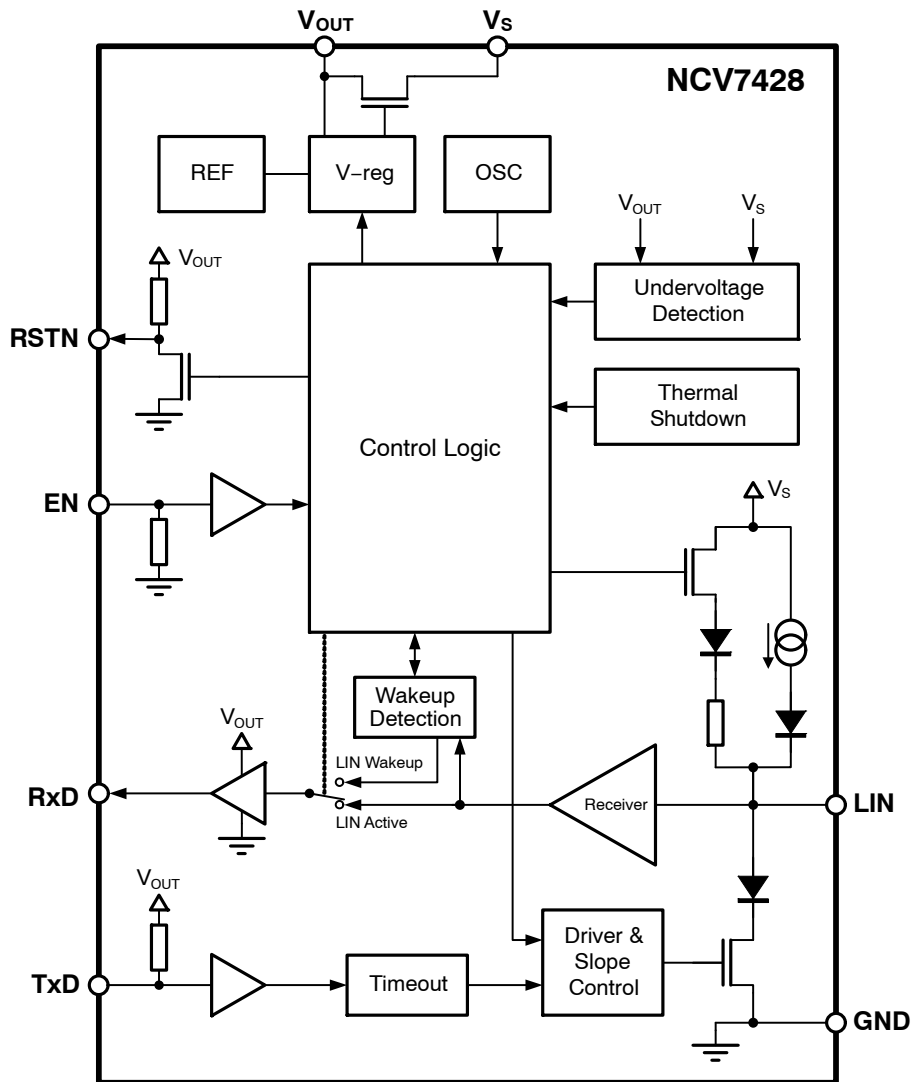 VOUT
VS
NCV7428
REF
V−reg
OSC
VOUT
VS
VOUT
Undervoltage
Detection
RSTN
Thermal
Shutdown
Control Logic
EN
VS
Wakeup
Detection
VOUT
LIN Wakeup
RxD
LIN Active
Receiver
LIN
VOUT
Driver &
Slope
Control
TxD
Timeout
GND